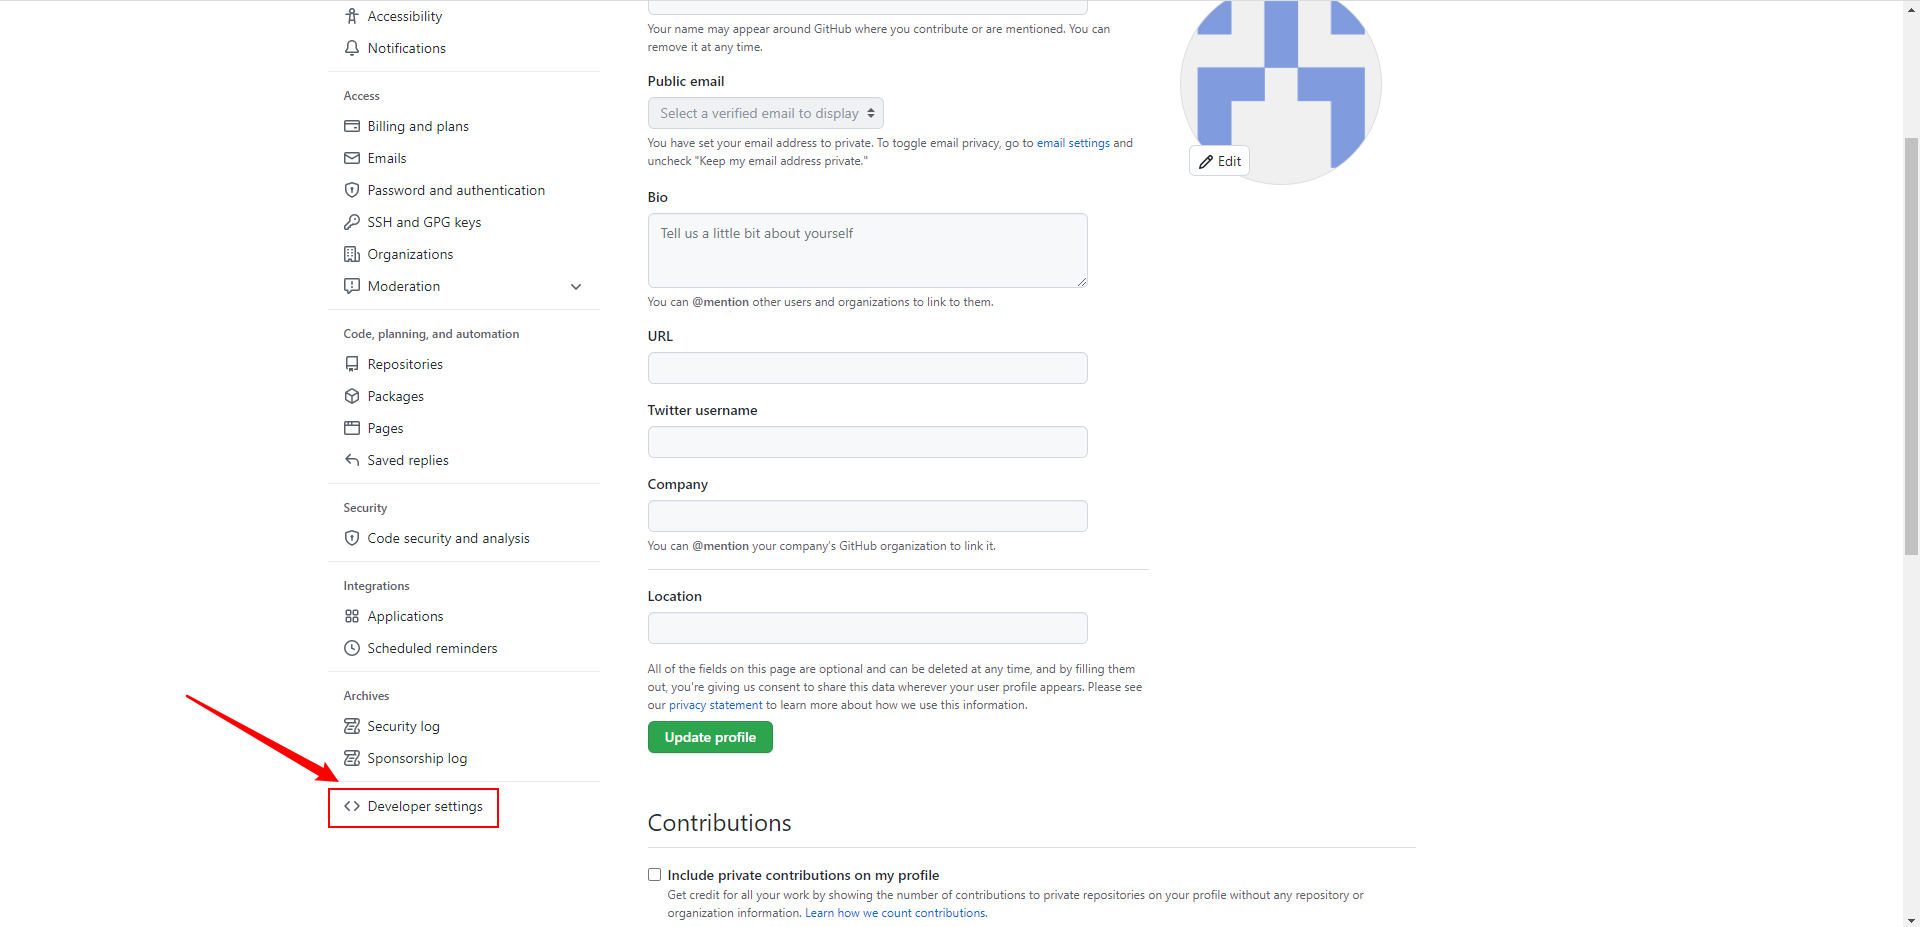 Accessibility
Notifications
Access
Billing and plans
Emails
Password and authentication
SSH and GPG keys
Organizations
Moderation
Code, planning, and automation
Repositories
Packages
Pages
Saved replies
Security
Code security and analysis
Integrations
Applications
Scheduled reminders
Archives
Security log
Sponsorship log
Developer settings
Your name may appear around GitHub where you contribute or are mentioned. You can
remove it at any time.
Public email
Select a verified email to display
You have set your email address to private. To toggle email privacy, go to email settings and
uncheck "Keep my email address private."
Bio
Tell us a little bit about yourself
You can @mention other users and organizations to link to them.
URL
Twitter username
Company
You can @mention your company's GitHub organization to link it.
Location
All of the fields on this page are optional and can be deleted at any time, and by filling them
out, you're giving us consent to share this data wherever your user profile appears. Please see
our privacy statement to learn more about how we use this information.
Update profile
Edit
Contributions
Include private contributions on my profile
Get credit for all your work by showing the number of contributions to private repositories on your profile without any repository or
organization information. Learn how we count contributions.